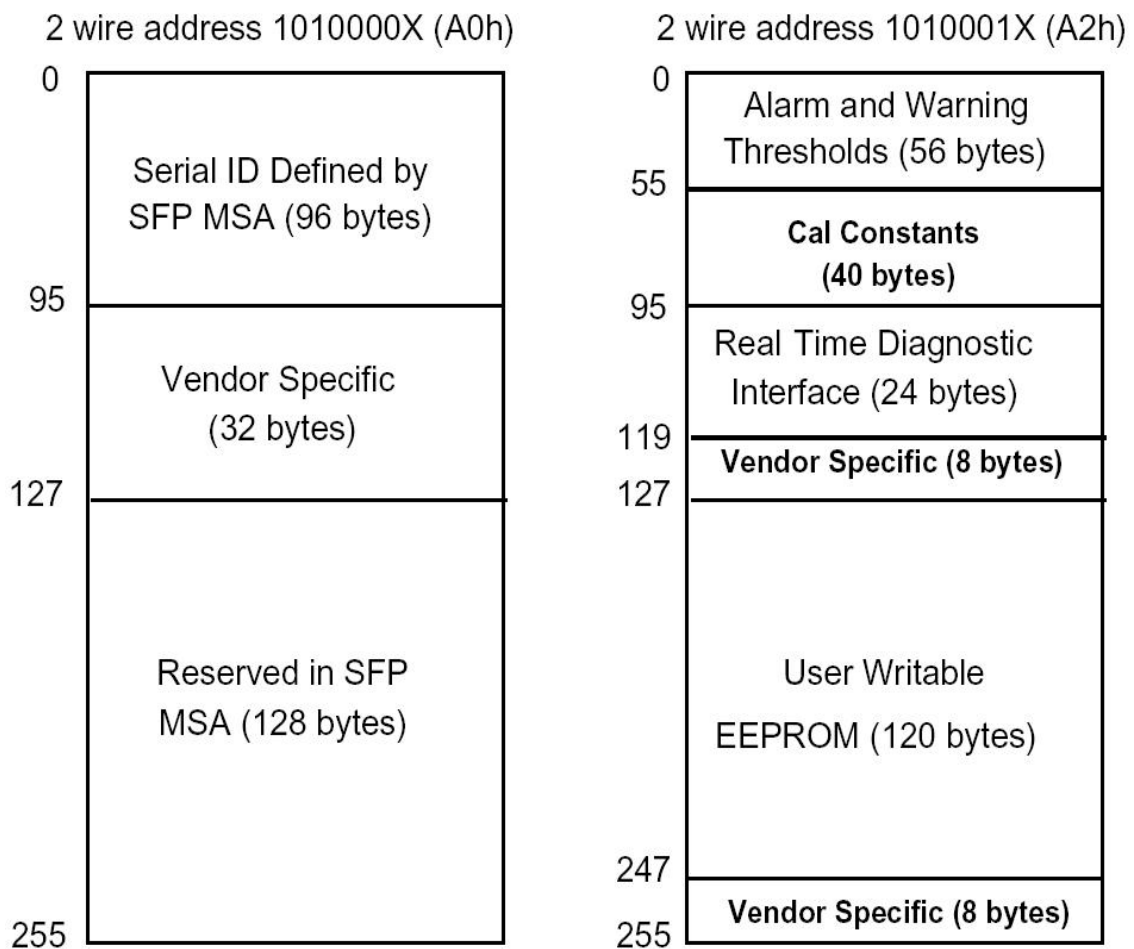 2 wire address 1010000X (A0h)
0
Serial ID Defined by
SFP MSA (96 bytes)
95
Vendor Specific
(32 bytes)
127
Reserved in SFP
MSA (128 bytes)
255
2 wire address 1010001X (A2h)
0
Alarm and Warning
Thresholds (56 bytes)
55
Cal Constants
(40 bytes)
95
Real Time Diagnostic
Interface (24 bytes)
119
Vendor Specific (8 bytes)
127
User Writable
EEPROM (120 bytes)
247
Vendor Specific (8 bytes)
255